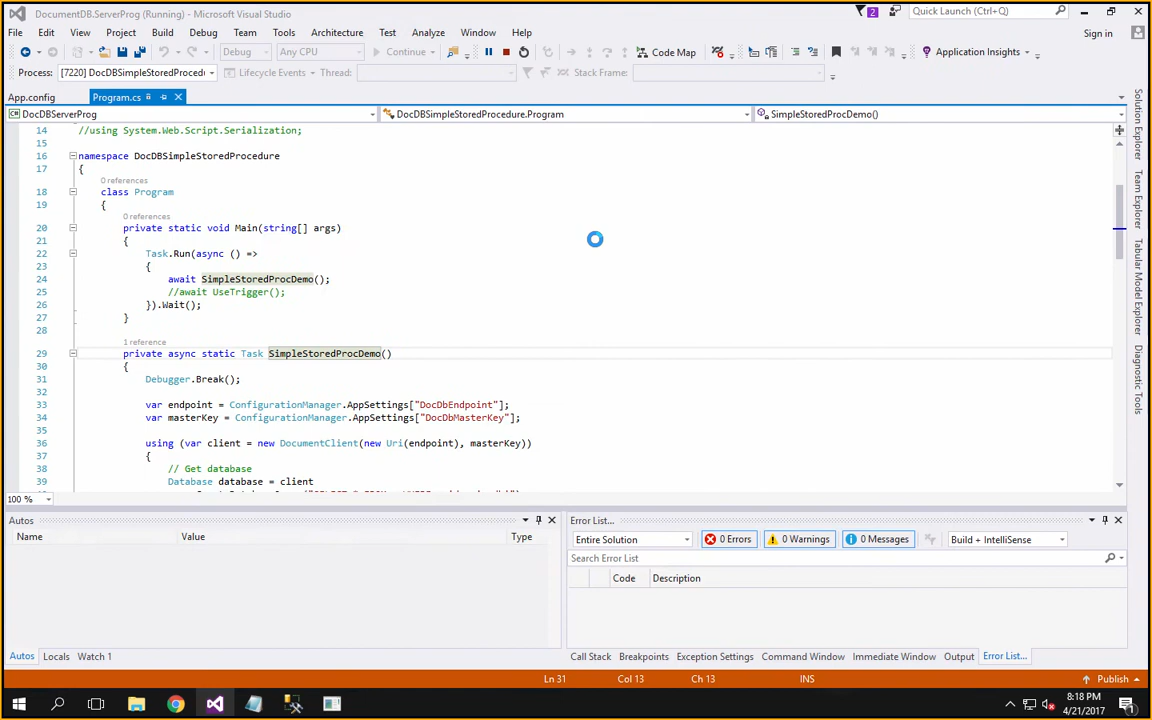 DocumentDB.ServerProg (Running) - Microsoft Visual Studio
2
Quick Launch (Ctrl+Q)
File Edit View Project Build Debug Team Tools Architecture Test Analyze Window Help
Sign in
Debug Any CPU Continue Code Map Application Insights
Process: [7220] DocDBSimpleStoredProcedu Lifecycle Events Thread: Stack Frame:
App.config Program.cs
DocDBServerProg DocDBSimpleStoredProcedure.Program SimpleStoredProcDemo()
14 //using System.Web.Script.Serialization;
15
16 namespace DocDBSimpleStoredProcedure
17 {
0 references
18 class Program
19 {
0 references
20 private static void Main(string[] args)
21 {
22 Task.Run(async () =>
23 {
24 await SimpleStoredProcDemo();
25 //await UseTrigger();
26 }).Wait();
27 }
28
1 reference
29 private async static Task SimpleStoredProcDemo()
30 {
31 Debugger.Break();
32
33 var endpoint = ConfigurationManager.AppSettings["DocDbEndpoint"];
34 var masterKey = ConfigurationManager.AppSettings["DocDbMasterKey"];
35
36 using (var client = new DocumentClient(new Uri(endpoint), masterKey))
37 {
38 // Get database
39 Database database = client
100 %
Solution Explorer
Team Explorer
Tabular Model Explorer
Diagnostic Tools
Autos
Name Value Type
Error List...
Entire Solution 0 Errors 0 Warnings 0 Messages Build + IntelliSense
Search Error List
Code Description
Autos Locals Watch 1
Call Stack Breakpoints Exception Settings Command Window Immediate Window Output Error List...
Ln 31 Col 13 Ch 13 INS Publish
8:18 PM
4/21/2017
1